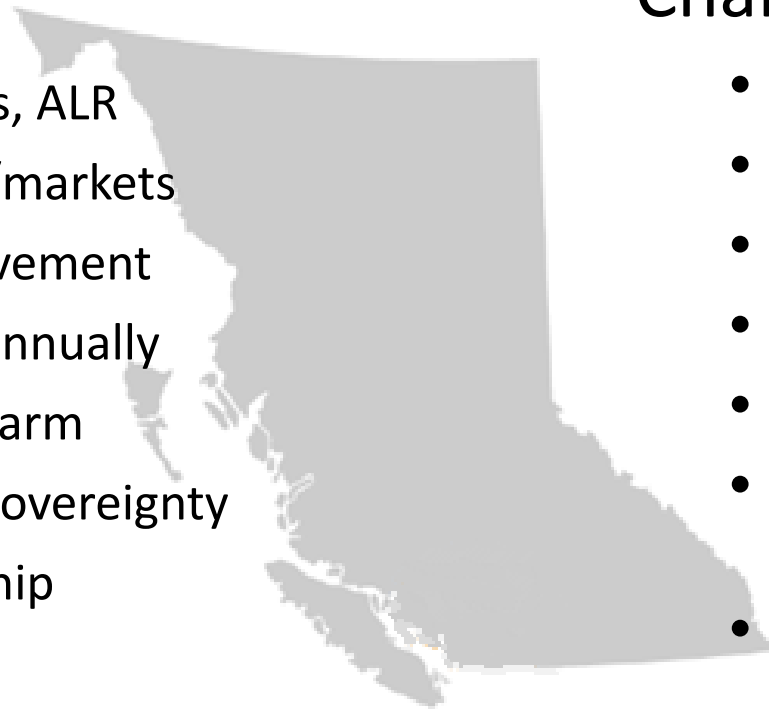 s, ALR
/markets
vement
nnually
arm
overeignty
hip